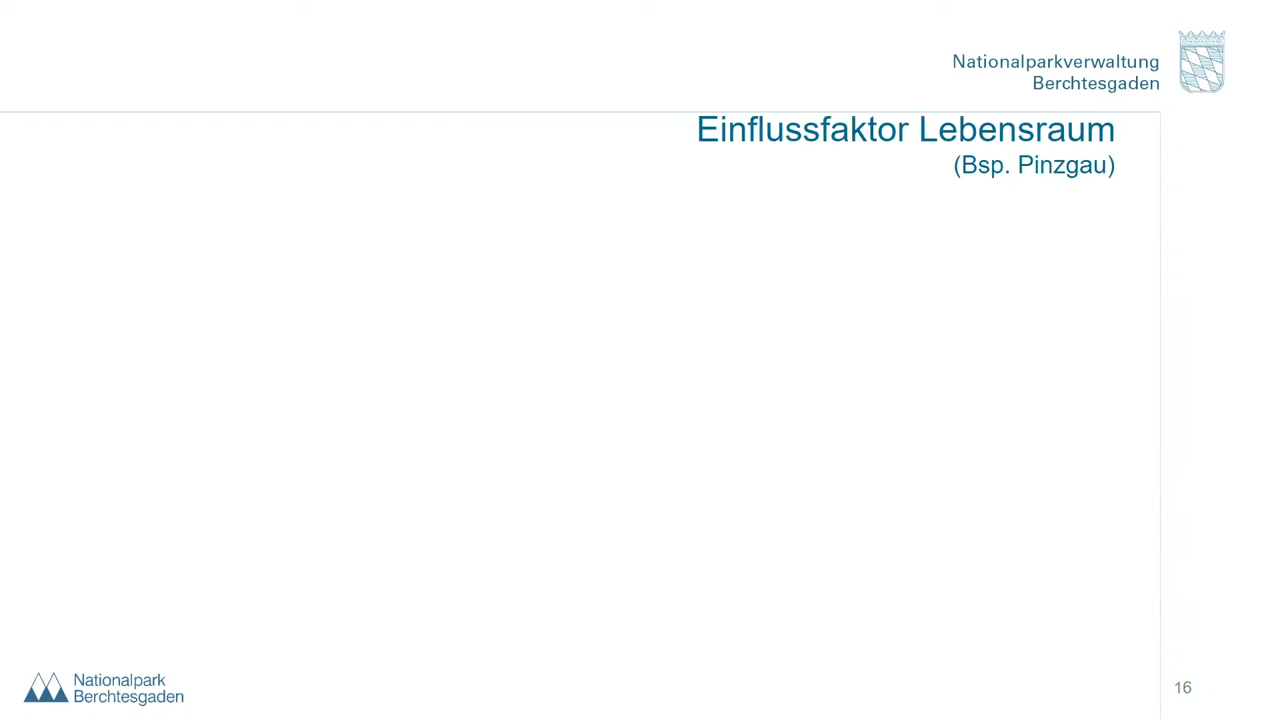 Nationalparkverwaltung
Berchtesgaden
Einflussfaktor Lebensraum
(Bsp. Pinzgau)
Nationalpark
Berchtesgaden
16